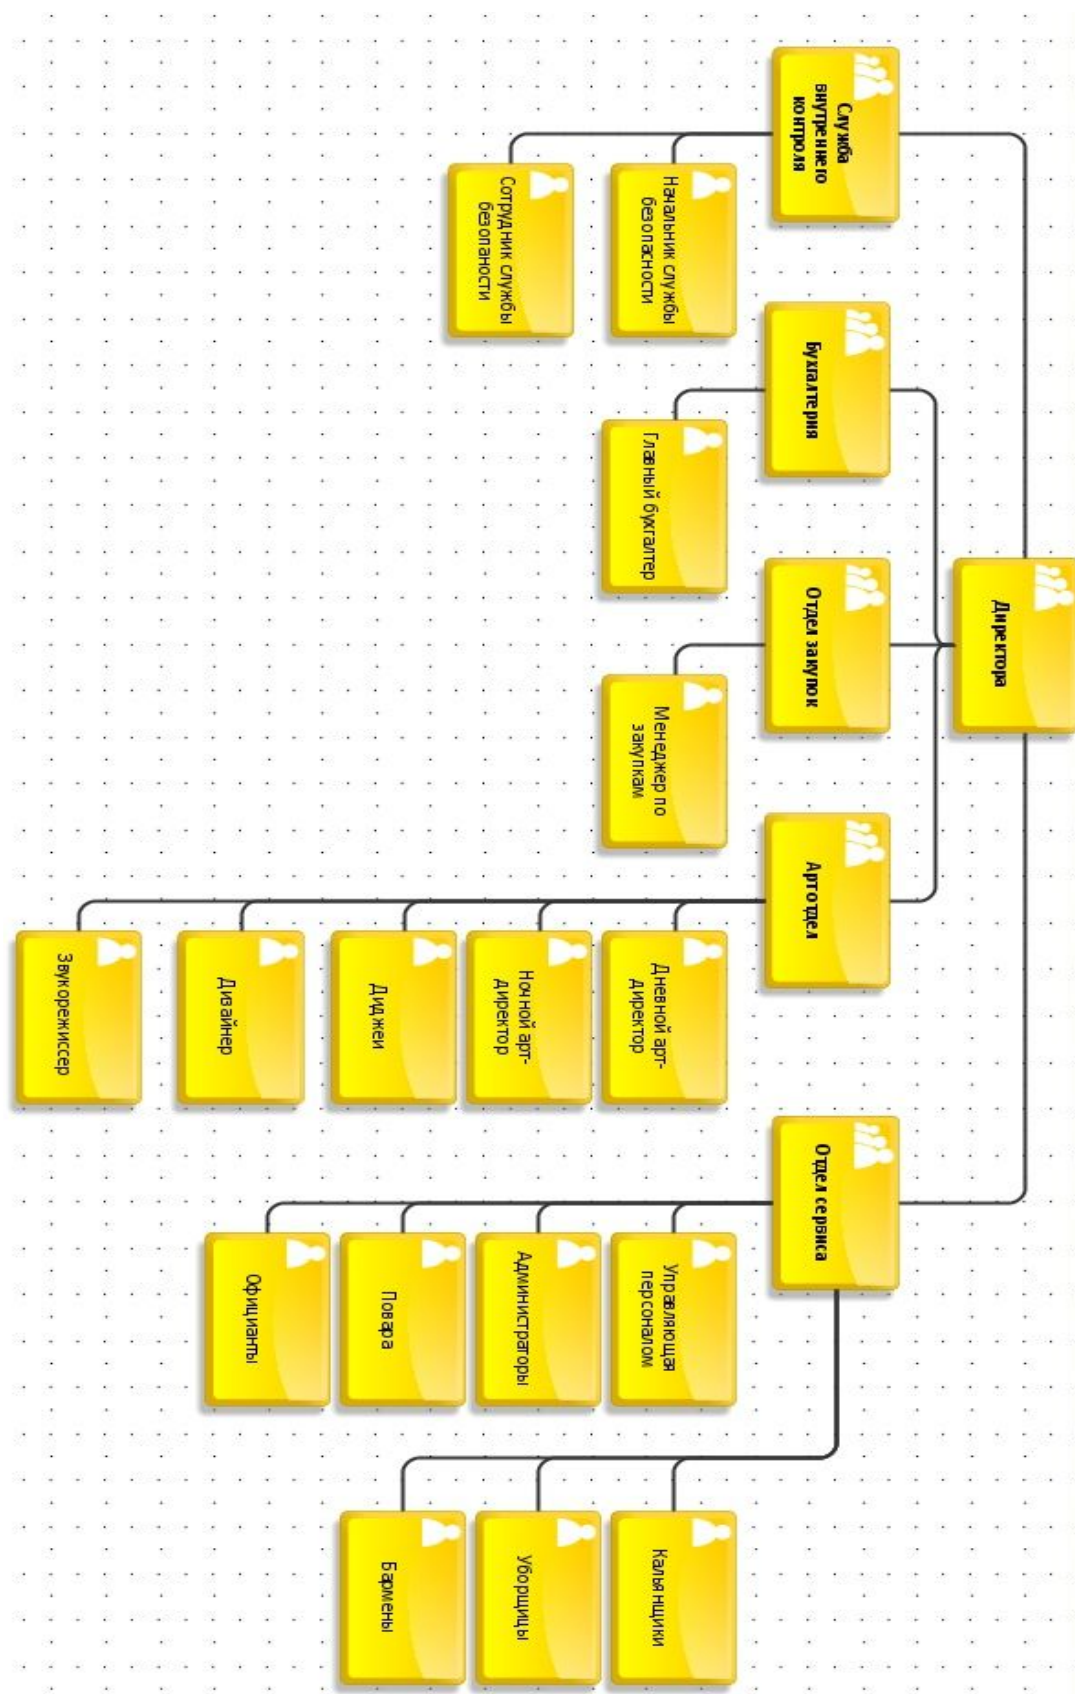 Директора
Служба
внутреннего
контроля
Бухгалтерия
Отдел закупок
Арт отдел
Отдел сервиса
Начальник службы
безопасности
Сотрудник службы
безопаности
Главный бухгалтер
Менеджер по
закупкам
Дневной арт-
директор
Ночной арт-
директор
Диджеи
Дизайнер
Звукорежиссер
Управляющая
персоналом
Администраторы
Повара
Официанты
Кальянщики
Уборщицы
Бармены